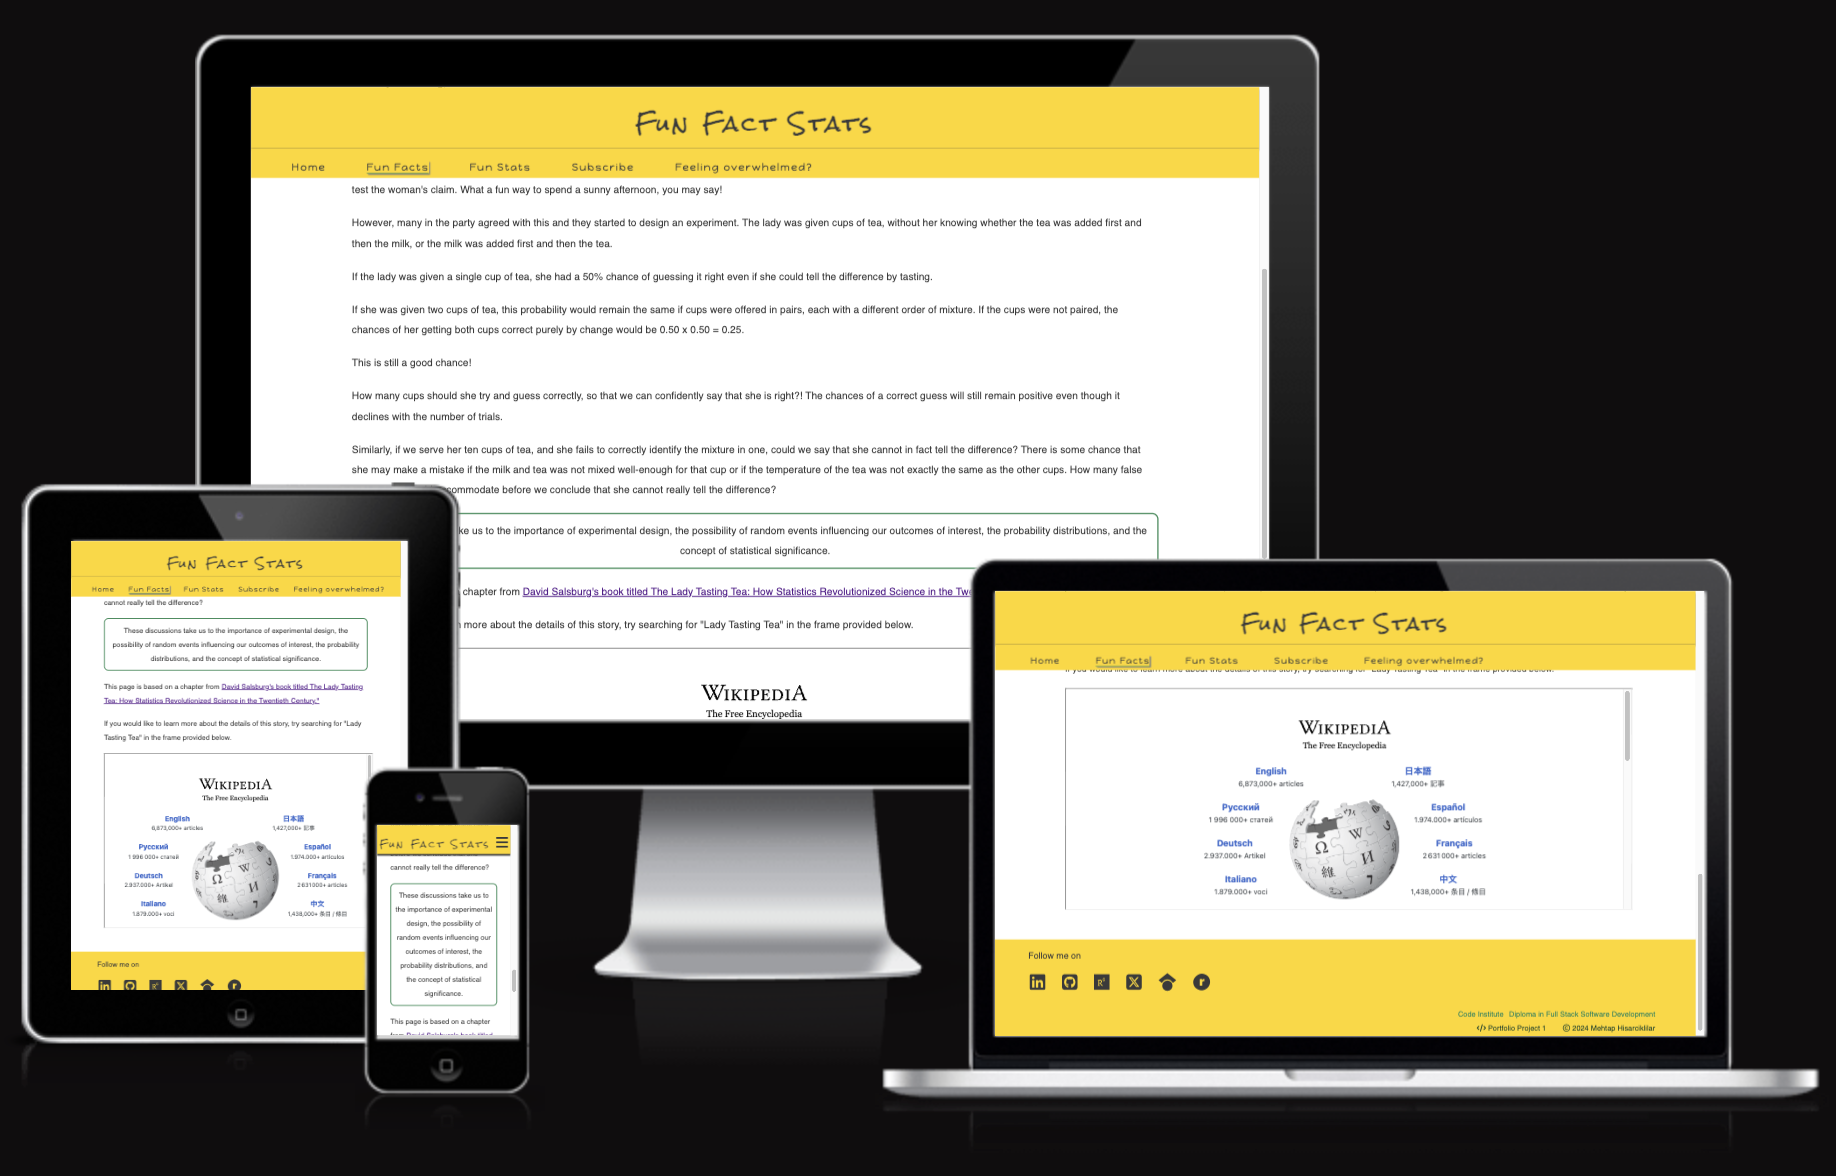 Fun Fact Stats
Home Fun Facts Fun Stats Subscribe Feeling overwhelmed?
test the woman's claim. What a fun way to spend a sunny afternoon, you may say!
However, many in the party agreed with this and they started to design an experiment. The lady was given cups of tea, without her knowing whether the tea was added first and
then the milk, or the milk was added first and then the tea.
If the lady was given a single cup of tea, she had a 50% chance of guessing it right even if she could tell the difference by tasting.
If she was given two cups of tea, this probability would remain the same if cups were offered in pairs, each with a different order of mixture. If the cups were not paired, the
chances of her getting both cups correct purely by change would be 0.50 x 0.50 = 0.25.
This is still a good chance!
How many cups should she try and guess correctly, so that we can confidently say that she is right?! The chances of a correct guess will still remain positive even though it
declines with the number of trials.
Similarly, if we serve her ten cups of tea, and she fails to correctly identify the mixture in one, could we say that she cannot in fact tell the difference? There is some chance that
she may make a mistake if the milk and tea was not mixed well-enough for that cup or if the temperature of the tea was not exactly the same as the other cups. How many false
commodate before we conclude that she cannot really tell the difference?
ke us to the importance of experimental design, the possibility of random events influencing our outcomes of interest, the probability distributions, and the
concept of statistical significance.
chapter from David Salsburg's book titled The Lady Tasting Tea: How Statistics Revolutionized Science in the Twe
more about the details of this story, try searching for "Lady Tasting Tea" in the frame provided below.
WIKIPEDIA
The Free Encyclopedia
Fun Fact Stats
Home Fun Facts Fun Stats Subscribe Feeling overwhelmed?
cannot really tell the difference?
These discussions take us to the importance of experimental design, the
possibility of random events influencing our outcomes of interest, the probability
distributions, and the concept of statistical significance.
This page is based on a chapter from David Salsburg's book titled The Lady Tasting
Tea: How Statistics Revolutionized Science in the Twentieth Century."
If you would like to learn more about the details of this story, try searching for "Lady
Tasting Tea" in the frame provided below.
WIKIPEDIA
The Free Encyclopedia
English 日本語
6,873,000+ articles 1,427,000+ 記事
Русский Español
1 996 000+ статей 1.974.000+ artículos
Deutsch Français
2.937.000+ Artikel 2 631 000+ articles
Italiano 中文
1.879.000+ voci 1,438,000+ 条目 / 條目
Follow me on
Fun Fact Stats
cannot really tell the difference?
These discussions take us to
the importance of experimental
design, the possibility of
random events influencing our
outcomes of interest, the
probability distributions, and
the concept of statistical
significance.
This page is based on a chapter
from David Salsburg's book titled
Fun Fact Stats
Home Fun Facts Fun Stats Subscribe Feeling overwhelmed?
If you would like to learn more about the details of this story, try searching for "Lady Tasting Tea" in the frame provided below.
WIKIPEDIA
The Free Encyclopedia
English 日本語
6,873,000+ articles 1,427,000+ 記事
Русский Español
1 996 000+ статей 1.974.000+ artículos
Deutsch Français
2.937.000+ Artikel 2 631 000+ articles
Italiano 中文
1.879.000+ voci 1,438,000+ 条目 / 條目
Follow me on
Code Institute Diploma in Full Stack Software Development
</> Portfolio Project 1 © 2024 Mehtap Hisarciklilar